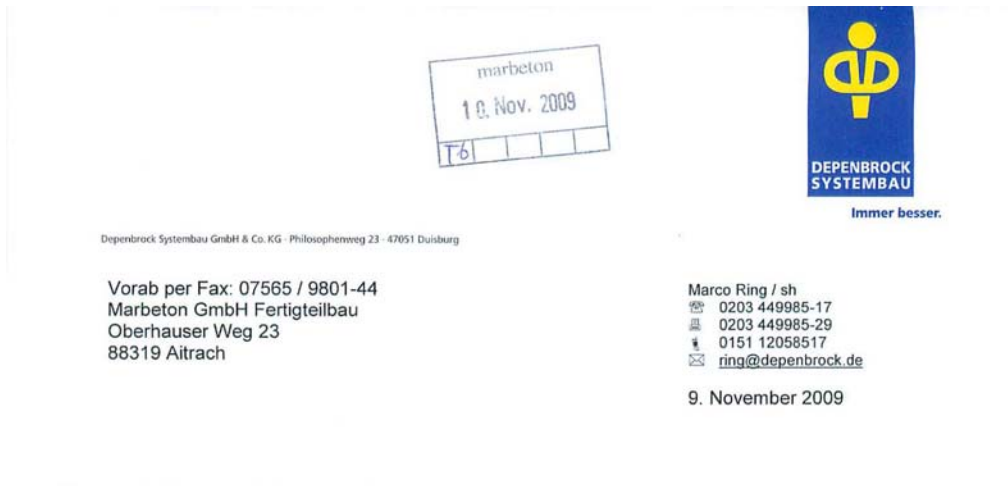 marbeton
10. Nov. 2009
T6
DEPENBROCK
SYSTEMBAU
Immer besser.
Depenbrock Systembau GmbH & Co. KG · Philosophenweg 23 · 47051 Duisburg
Vorab per Fax: 07565 / 9801-44
Marbeton GmbH Fertigteilbau
Oberhauser Weg 23
88319 Aitrach
Marco Ring / sh
0203 449985-17
0203 449985-29
0151 12058517
ring@depenbrock.de
9. November 2009